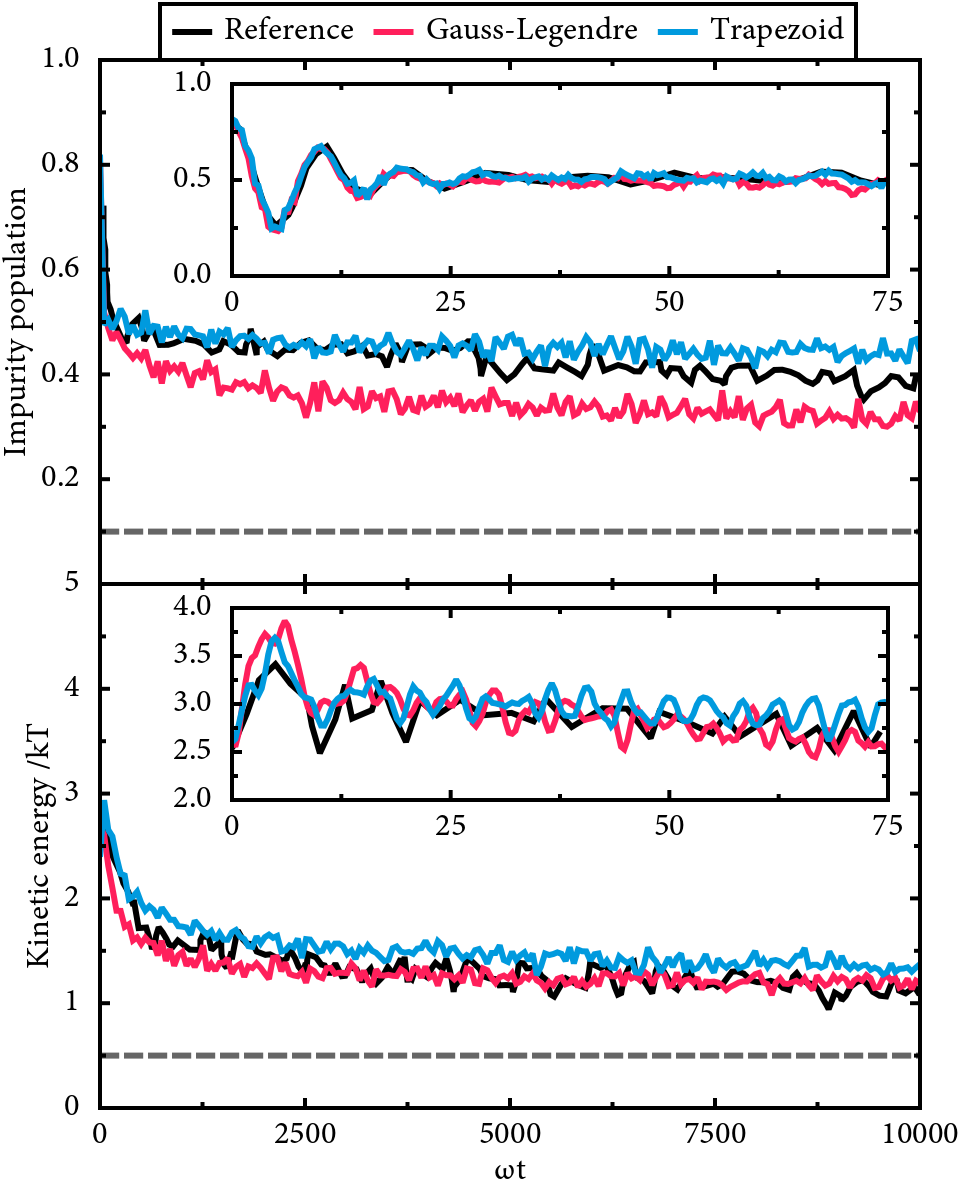 Reference Gauss-Legendre Trapezoid
1.0
0.8
0.6
0.4
0.2
Impurity population
1.0
0.5
0.0
0 25 50 75
5
4
3
2
1
0
Kinetic energy /kT
4.0
3.5
3.0
2.5
2.0
0 25 50 75
0 2500 5000 7500 10000
ωt